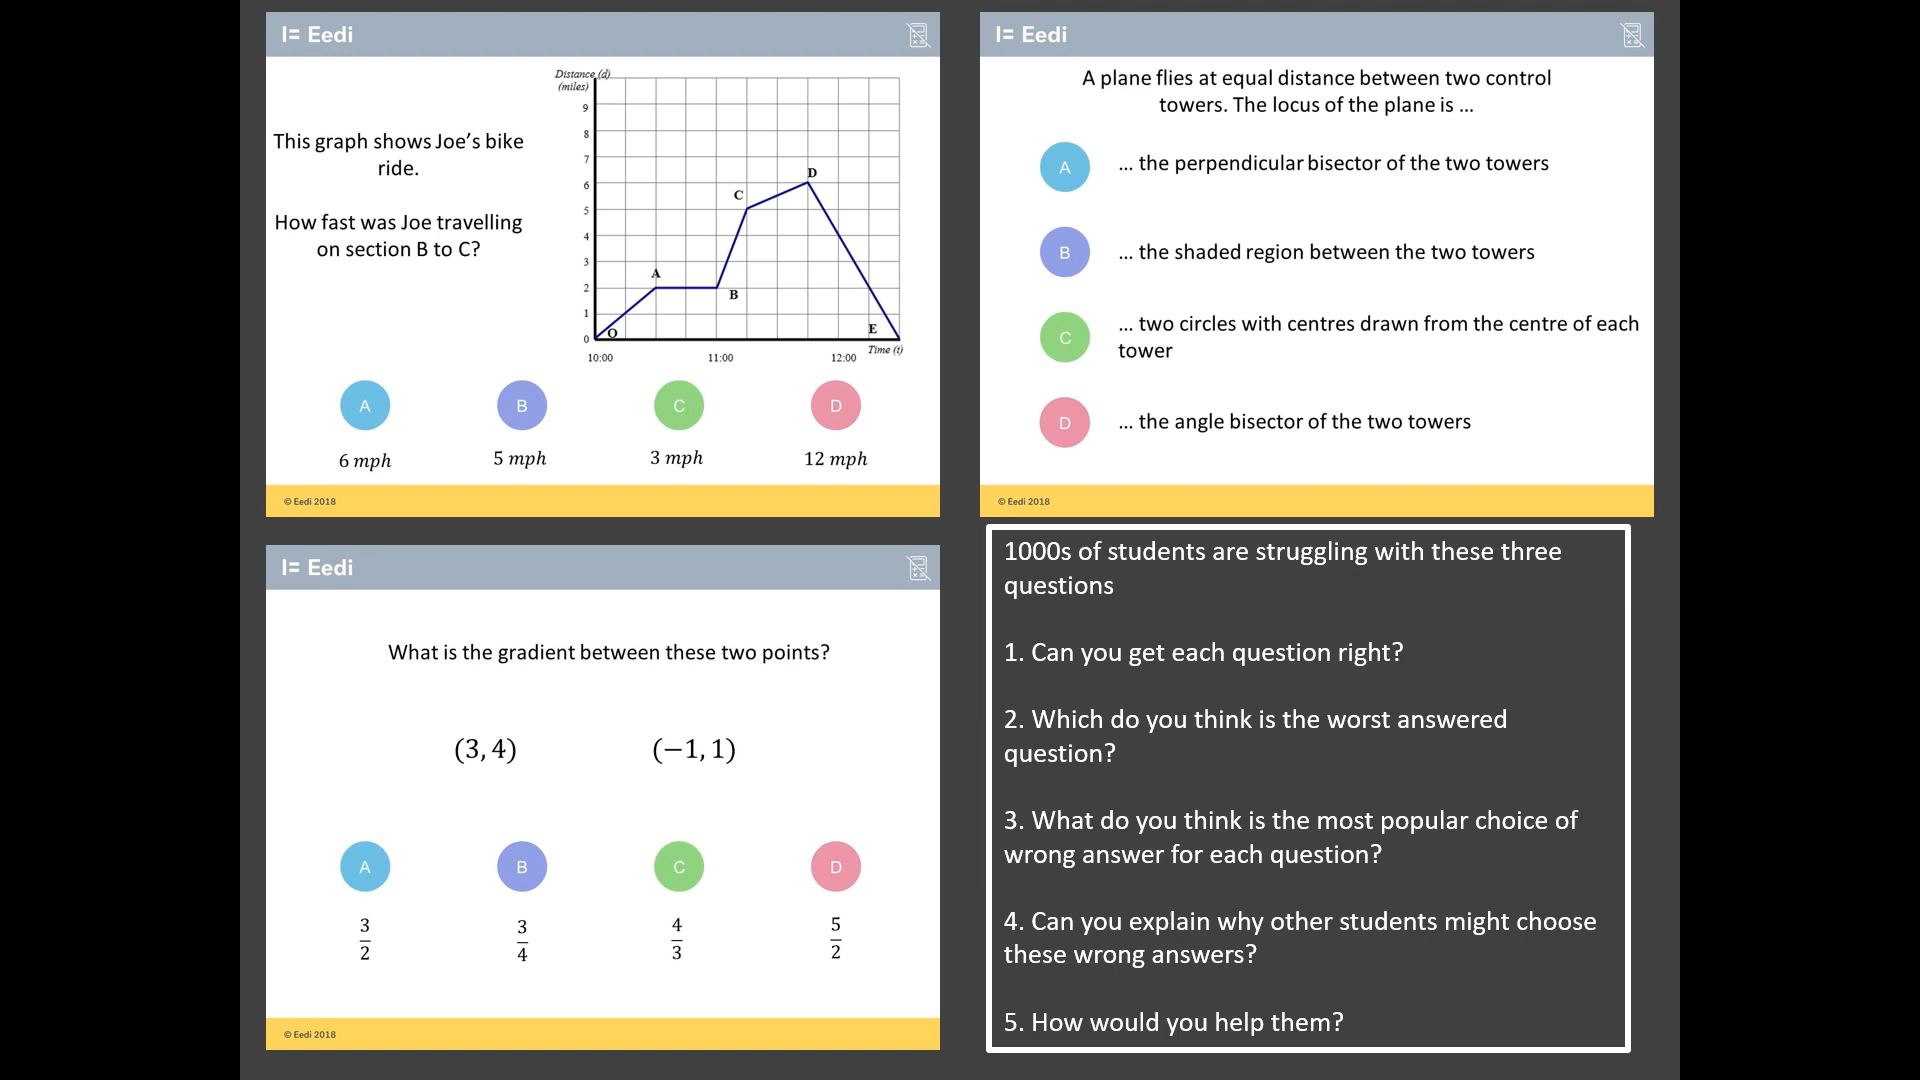 Eedi
This graph shows Joe's bike
ride.
How fast was Joe travelling
on section B to C?
Distance (d)
(miles)
9
8
7
6
5
4
3
2
1
0
O
A
B
C
D
E
10:00
11:00
12:00
Time (t)
A
B
C
D
6 mph
5 mph
3 mph
12 mph
© Eedi 2018
Eedi
A plane flies at equal distance between two control
towers. The locus of the plane is ...
A
... the perpendicular bisector of the two towers
B
... the shaded region between the two towers
C
... two circles with centres drawn from the centre of each
tower
D
... the angle bisector of the two towers
© Eedi 2018
Eedi
What is the gradient between these two points?
(3, 4) (−1, 1)
A
B
C
D
3/2
3/4
4/3
5/2
© Eedi 2018
1000s of students are struggling with these three
questions
1. Can you get each question right?
2. Which do you think is the worst answered
question?
3. What do you think is the most popular choice of
wrong answer for each question?
4. Can you explain why other students might choose
these wrong answers?
5. How would you help them?